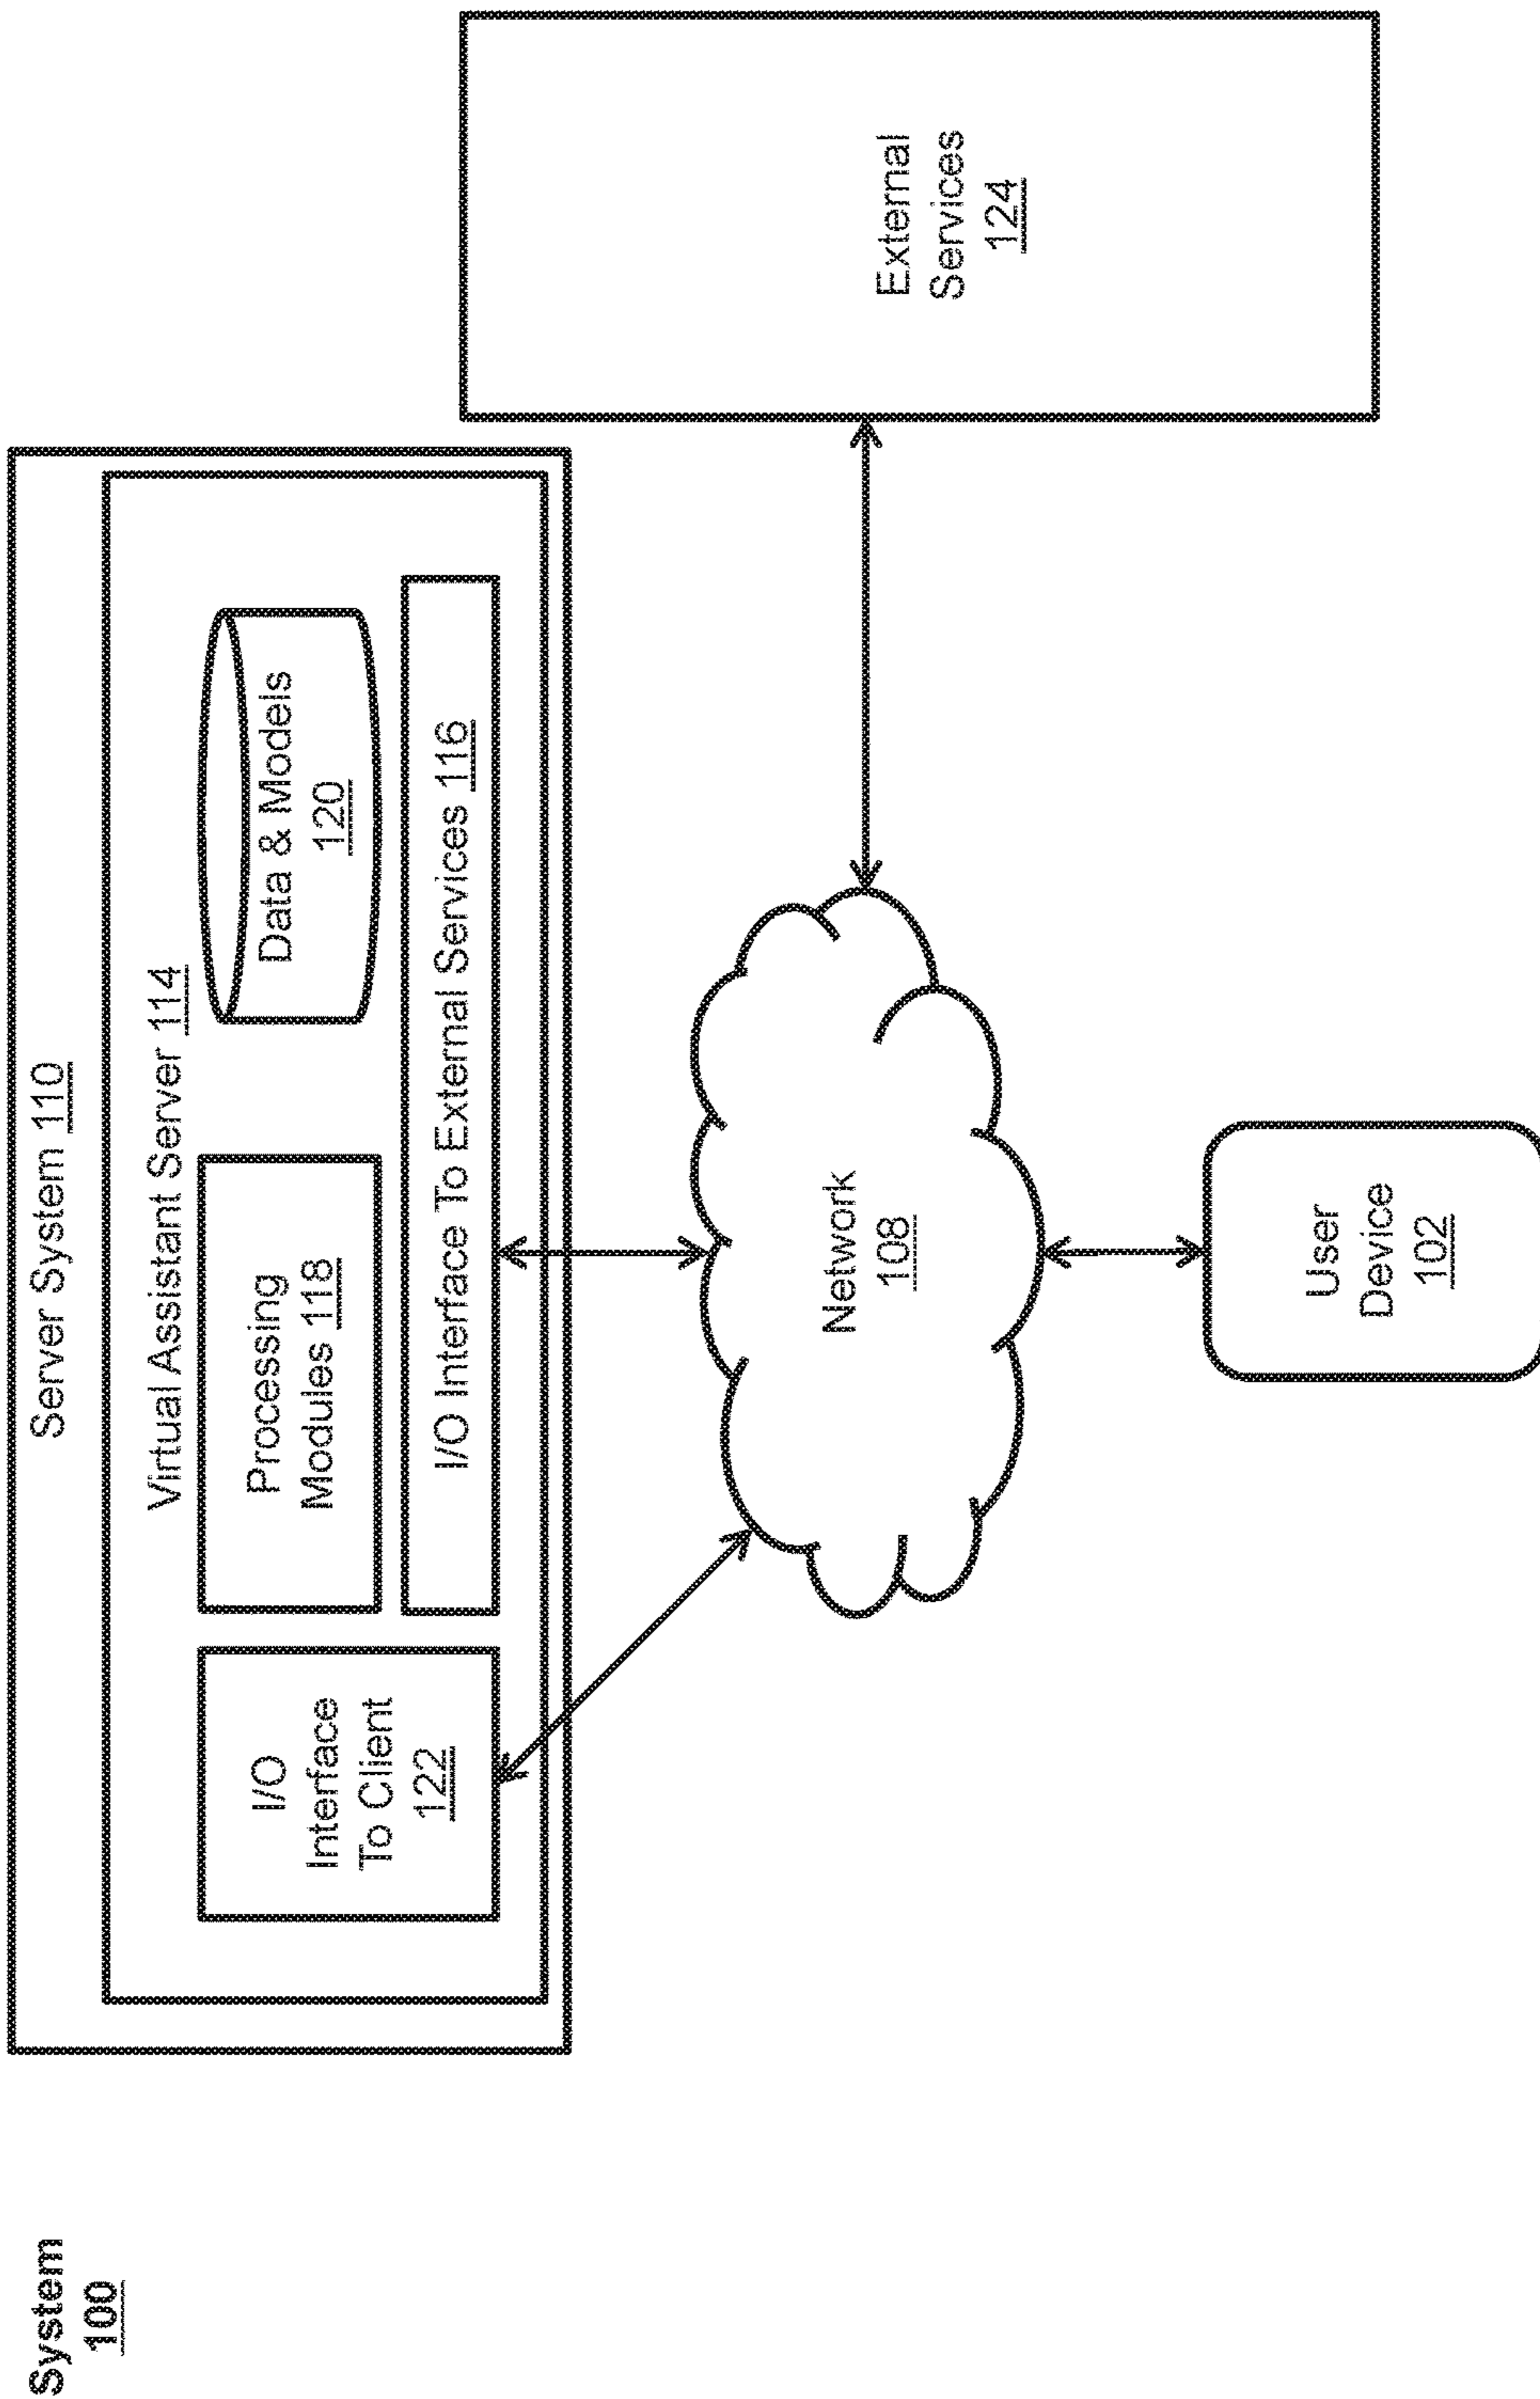 System
100
Server System 110
Virtual Assistant Server 114
I/O
Interface
To Client
122
Processing
Modules 118
Data & Models
120
I/O Interface To External Services 116
Network
108
External
Services
124
User
Device
102